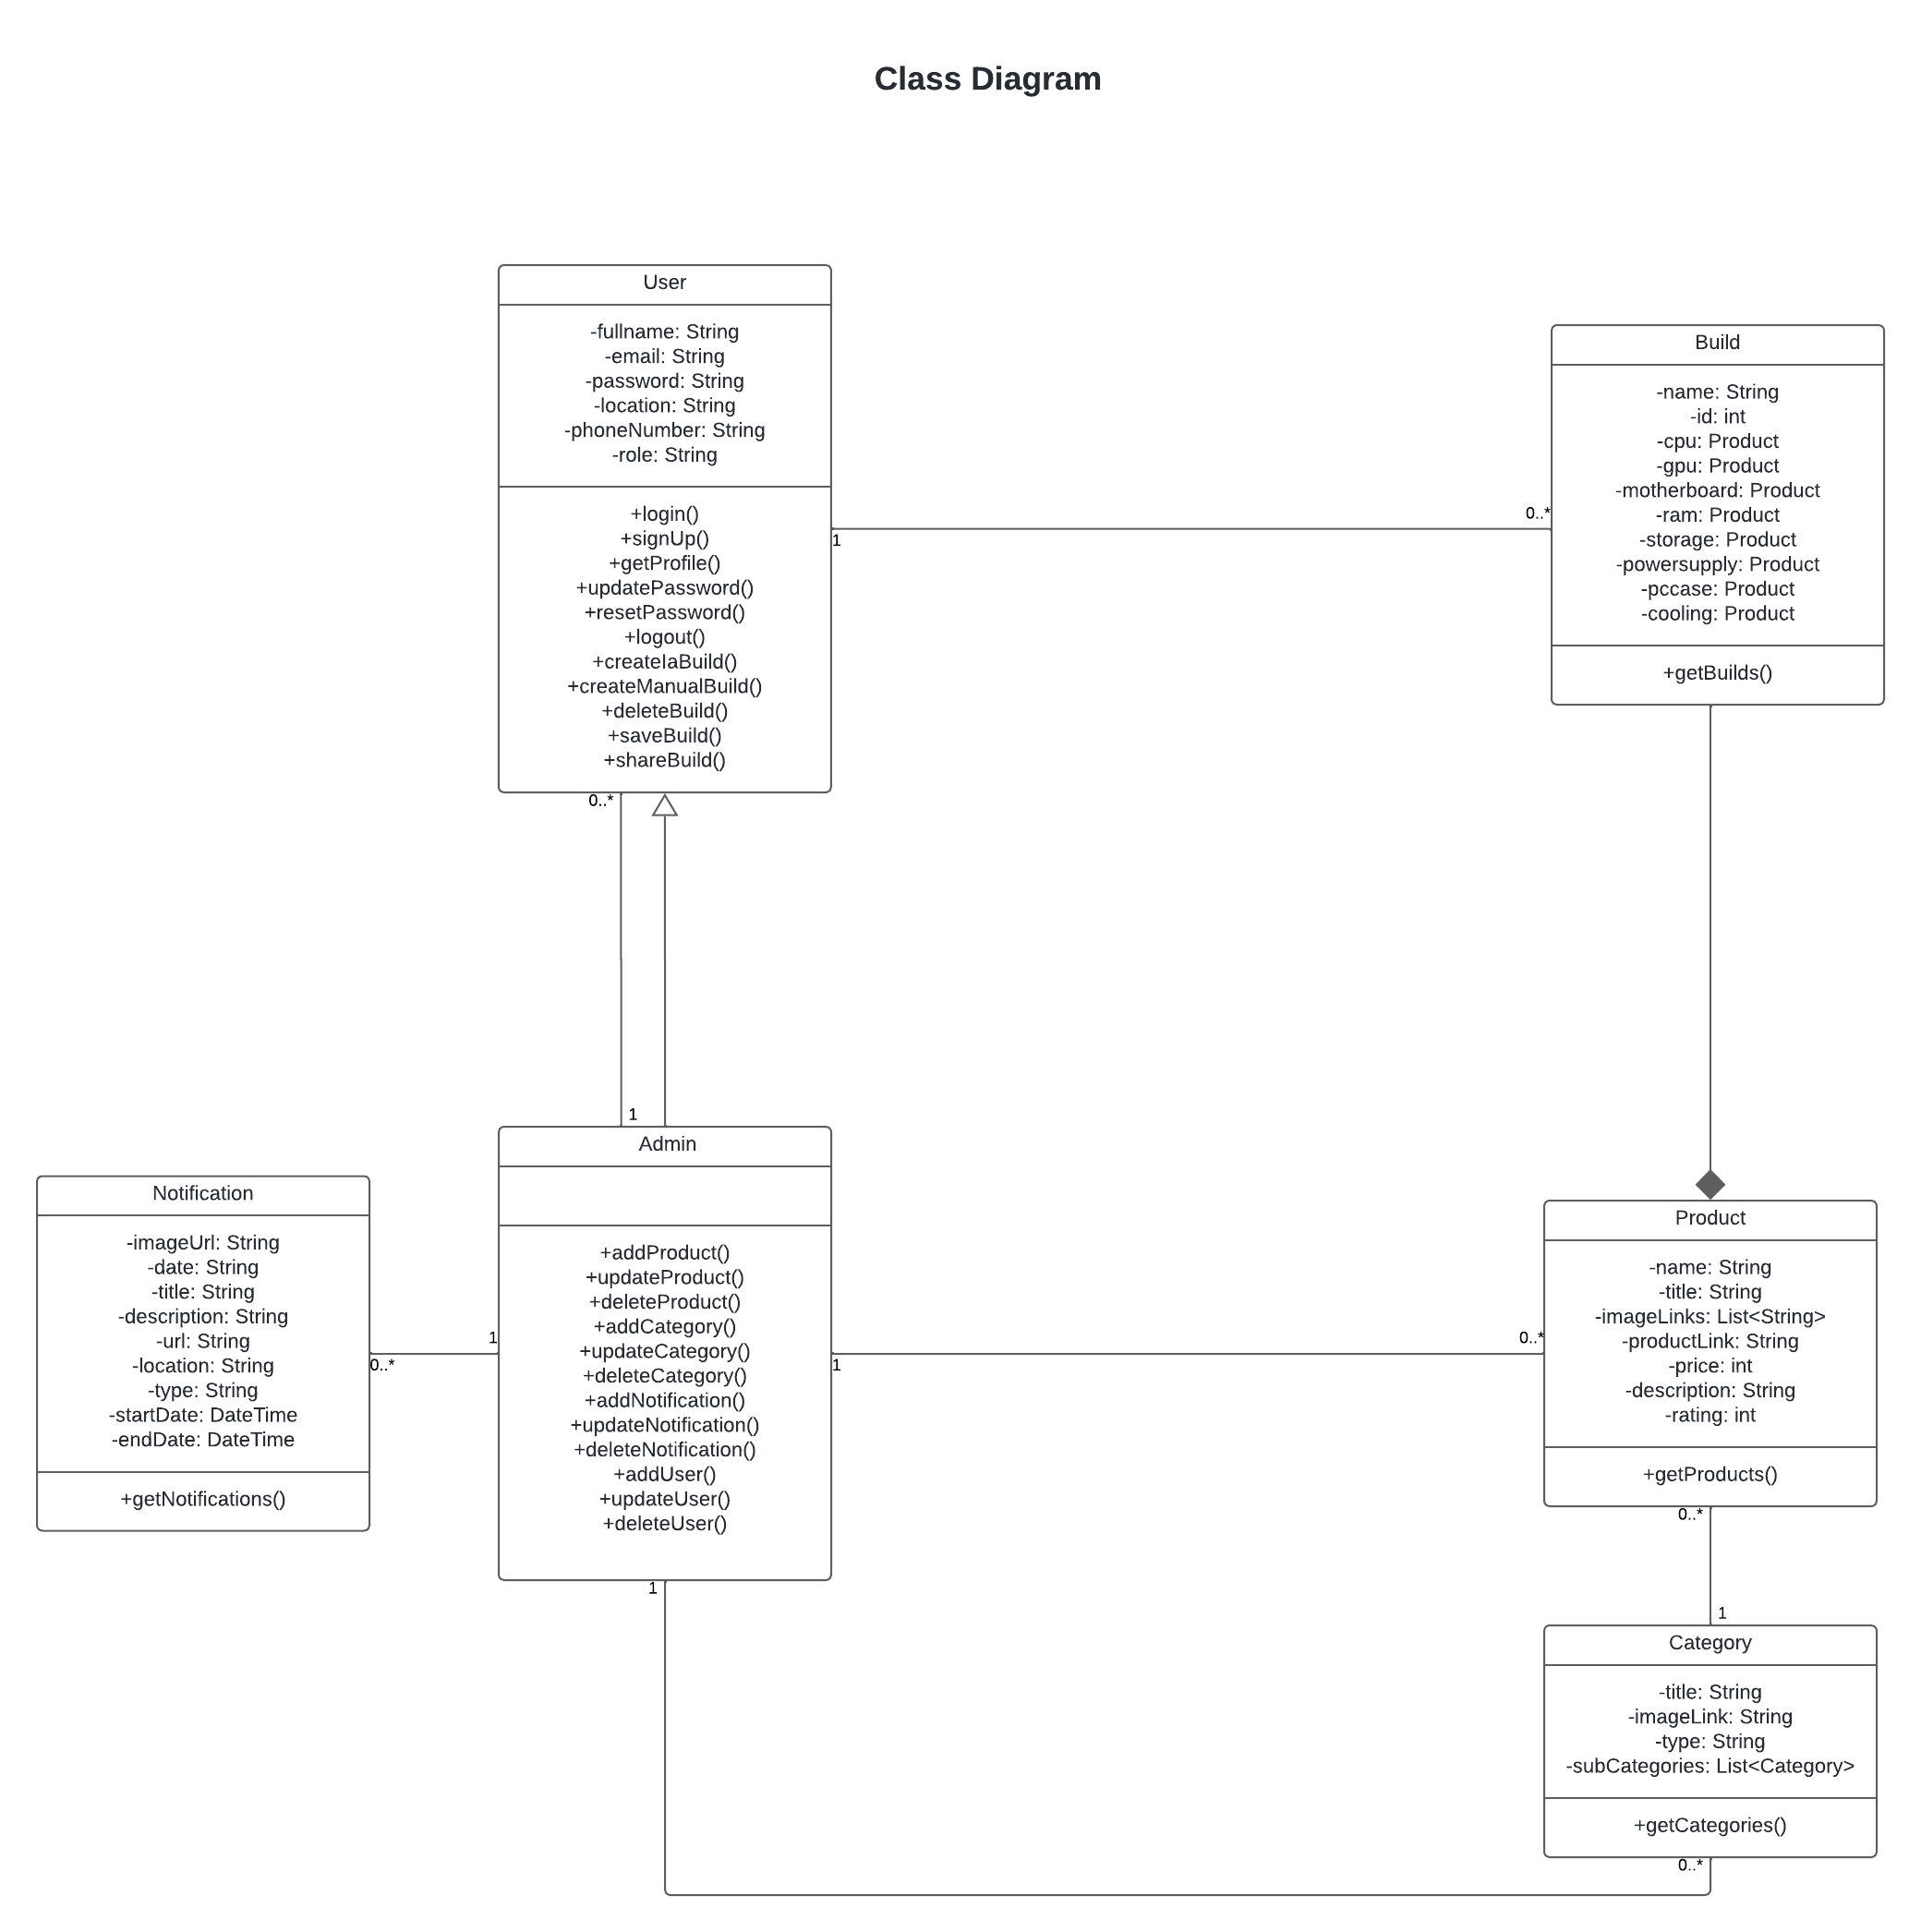 Class Diagram
User
-fullname: String
-email: String
-password: String
-location: String
-phoneNumber: String
-role: String
+login()
+signUp()
+getProfile()
+updatePassword()
+resetPassword()
+logout()
+createIaBuild()
+createManualBuild()
+deleteBuild()
+saveBuild()
+shareBuild()
1
0..*
Build
-name: String
-id: int
-cpu: Product
-gpu: Product
-motherboard: Product
-ram: Product
-storage: Product
-powersupply: Product
-pccase: Product
-cooling: Product
+getBuilds()
0..*
1
Admin
+addProduct()
+updateProduct()
+deleteProduct()
+addCategory()
+updateCategory()
+deleteCategory()
+addNotification()
+updateNotification()
+deleteNotification()
+addUser()
+updateUser()
+deleteUser()
Notification
-imageUrl: String
-date: String
-title: String
-description: String
-url: String
-location: String
-type: String
-startDate: DateTime
-endDate: DateTime
+getNotifications()
0..*
1
1
0..*
Product
-name: String
-title: String
-imageLinks: List<String>
-productLink: String
-price: int
-description: String
-rating: int
+getProducts()
0..*
1
Category
-title: String
-imageLink: String
-type: String
-subCategories: List<Category>
+getCategories()
1
0..*